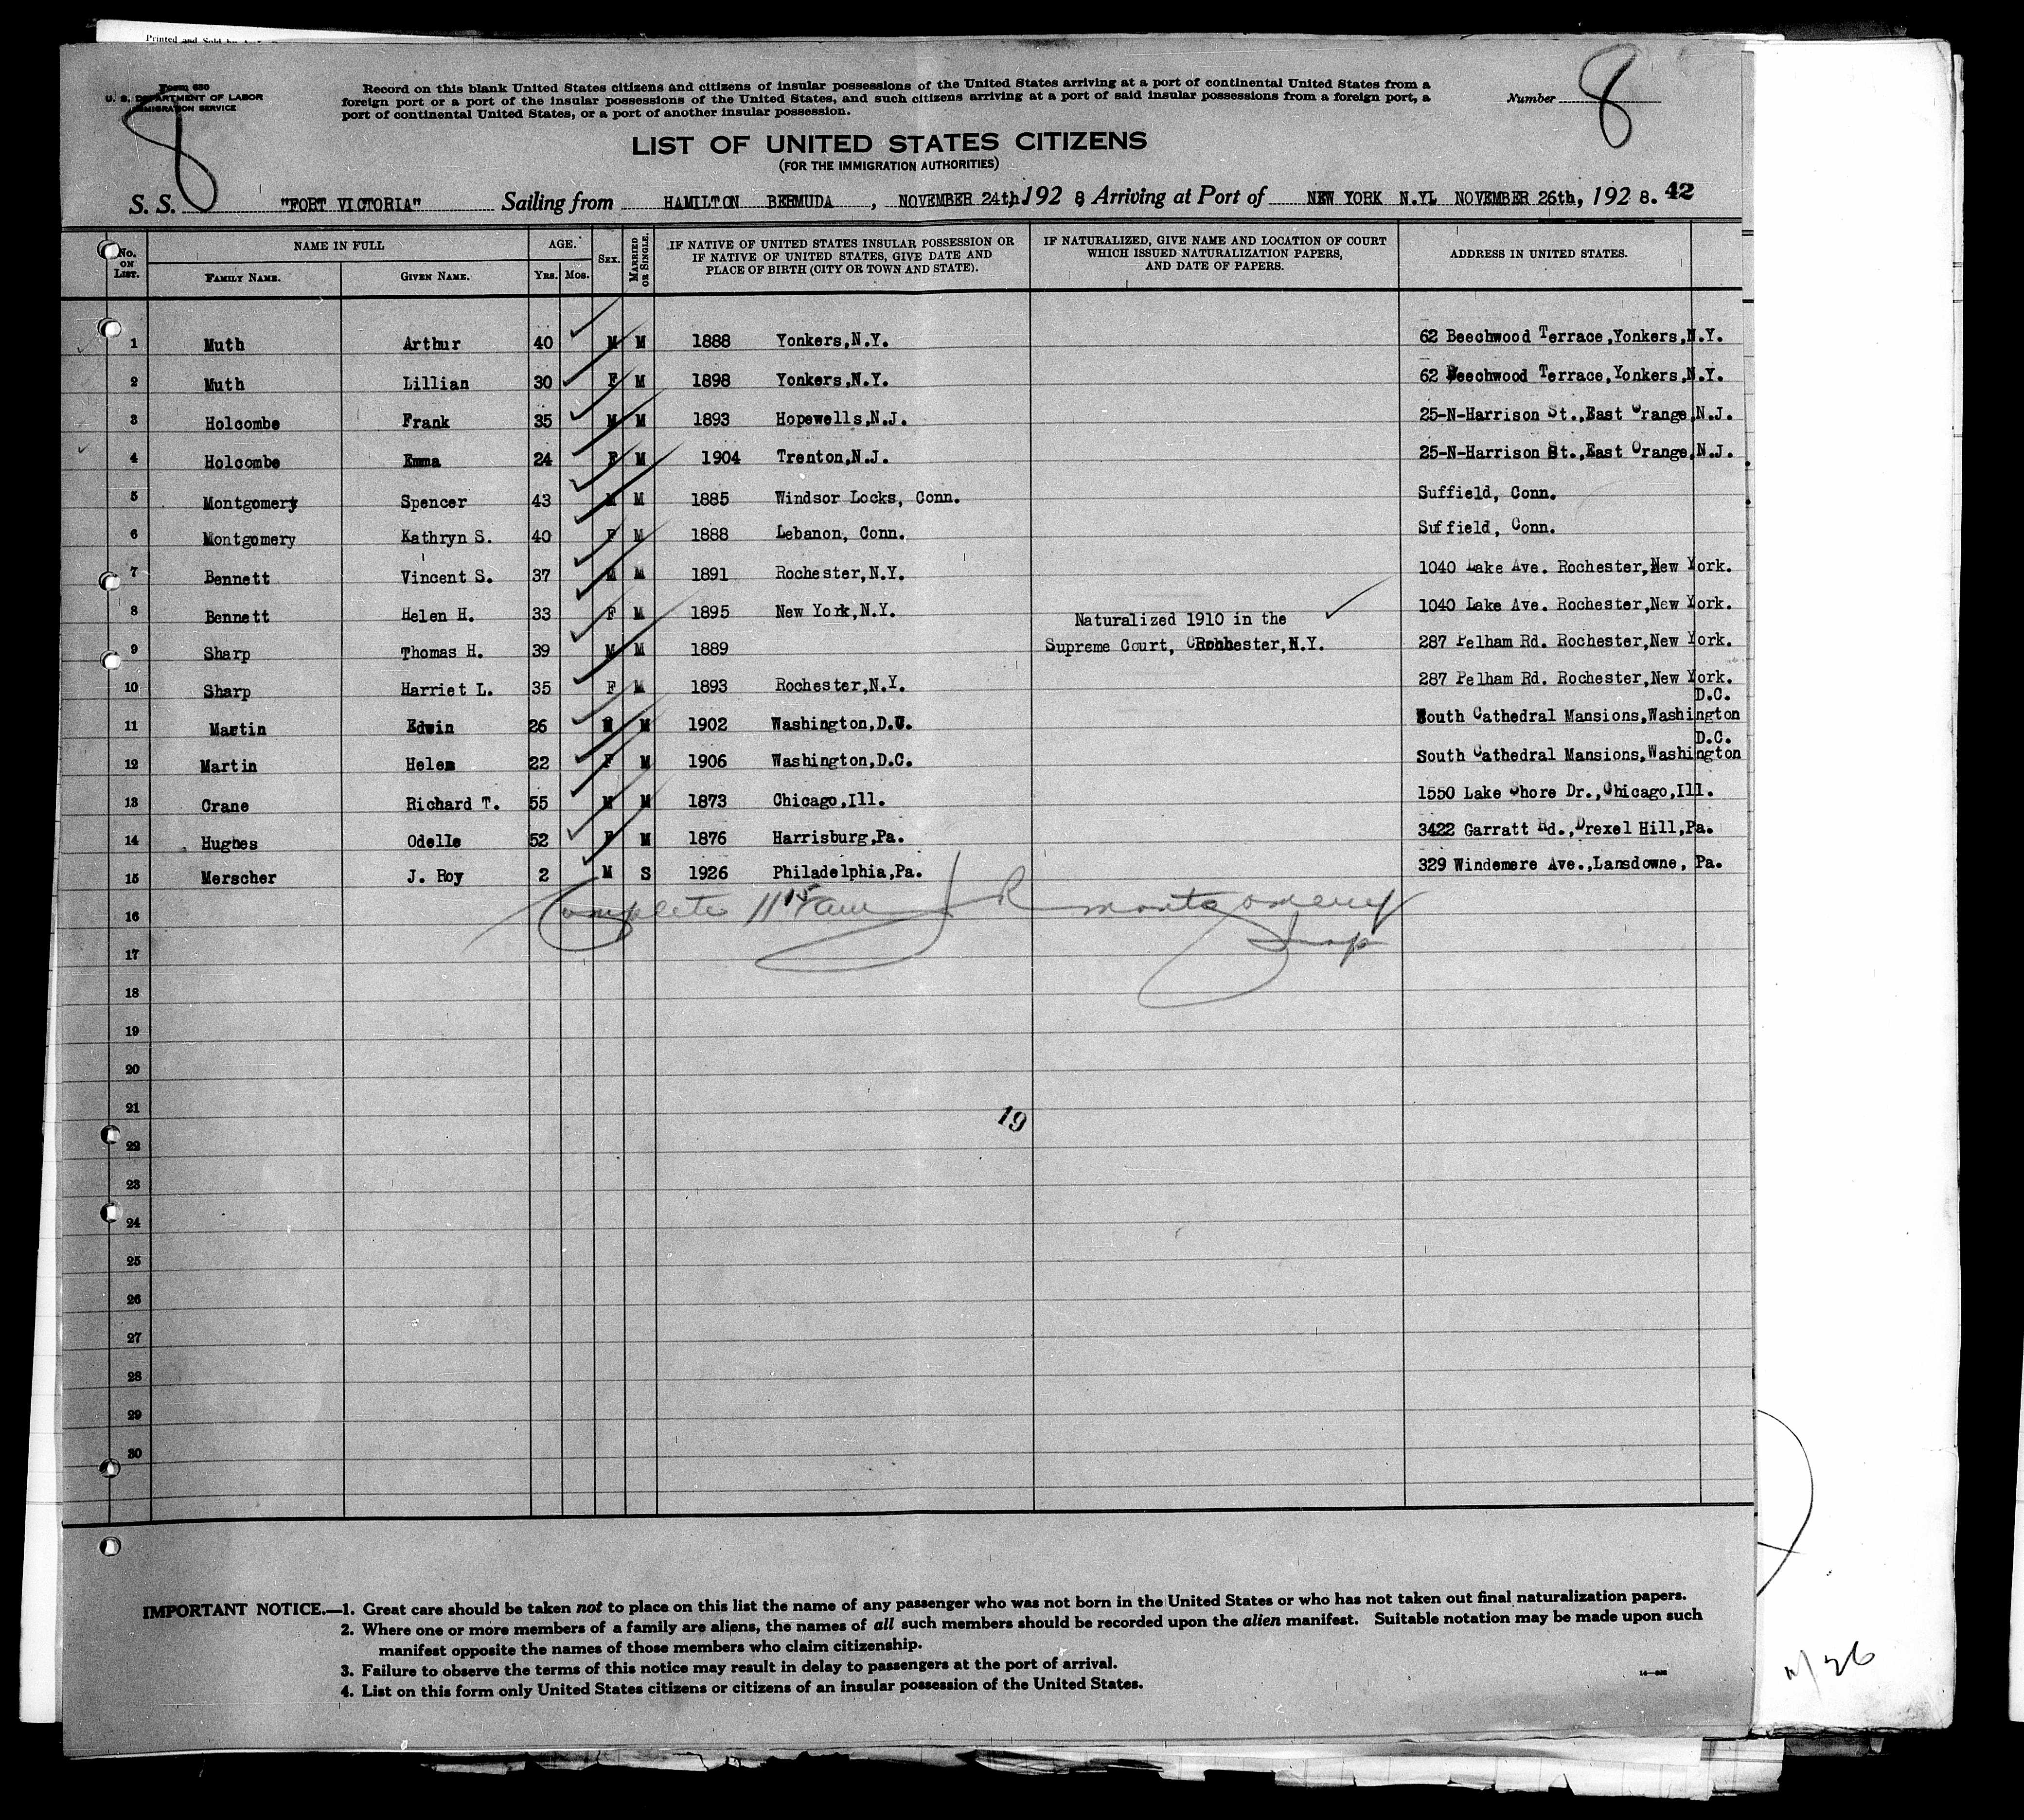 Printed and Sold by
Form 630
U. S. DEPARTMENT OF LABOR
IMMIGRATION SERVICE
8
Record on this blank United States citizens and citizens of insular possessions of the United States arriving at a port of continental United States from a
foreign port or a port of the insular possessions of the United States, and such citizens arriving at a port of said insular possessions from a foreign port, a
port of continental United States, or a port of another insular possession.
Number 8
LIST OF UNITED STATES CITIZENS
(FOR THE IMMIGRATION AUTHORITIES)
S. S. "FORT VICTORIA" Sailing from HAMILTON BERMUDA, NOVEMBER 24th, 192 8, Arriving at Port of NEW YORK N.YL NOVEMBER 26th, 192 8. 42
No. ON LIST. NAME IN FULL FAMILY NAME. GIVEN NAME. AGE. YRS. MOS. SEX. MARRIED OR SINGLE. IF NATIVE OF UNITED STATES INSULAR POSSESSION OR IF NATIVE OF UNITED STATES, GIVE DATE AND PLACE OF BIRTH (CITY OR TOWN AND STATE). IF NATURALIZED, GIVE NAME AND LOCATION OF COURT WHICH ISSUED NATURALIZATION PAPERS, AND DATE OF PAPERS. ADDRESS IN UNITED STATES.
1 Muth Arthur 40 M M 1888 Yonkers,N.Y. 62 Beechwood Terrace,Yonkers,N.Y.
2 Muth Lillian 30 F M 1898 Yonkers,N.Y. 62 Beechwood Terrace,Yonkers,N.Y.
3 Holcombe Frank 35 M M 1893 Hopewells,N.J. 25-N-Harrison St.,East Orange,N.J.
4 Holcombe Emma 24 F M 1904 Trenton,N.J. 25-N-Harrison St.,East Orange,N.J.
5 Montgomery Spencer 43 M M 1885 Windsor Locks, Conn. Suffield, Conn.
6 Montgomery Kathryn S. 40 F M 1888 Lebanon, Conn. Suffield, Conn.
7 Bennett Vincent S. 37 M M 1891 Rochester,N.Y. 1040 Lake Ave. Rochester,New York.
8 Bennett Helen H. 33 F M 1895 New York,N.Y. 1040 Lake Ave. Rochester,New York.
Naturalized 1910 in the
9 Sharp Thomas H. 39 M M 1889 Supreme Court, Rochester,N.Y. 287 Pelham Rd. Rochester,New York.
10 Sharp Harriet L. 35 F M 1893 Rochester,N.Y. 287 Pelham Rd. Rochester,New York.
D.C.
11 Martin Edwin 26 M M 1902 Washington,D.C. South Cathedral Mansions,Washington
D.C.
12 Martin Helen 22 F M 1906 Washington,D.C. South Cathedral Mansions,Washington
13 Crane Richard T. 55 M M 1873 Chicago,Ill. 1550 Lake Shore Dr.,Chicago,Ill.
14 Hughes Odelle 52 F M 1876 Harrisburg,Pa. 3422 Garratt Rd.,Drexel Hill,Pa.
15 Merscher J. Roy 2 M S 1926 Philadelphia,Pa. 329 Windemere Ave.,Lansdowne, Pa.
16 Complete 11 15 am J R Montgomery
17 Insp
18
19
20
21
19
22
23
24
25
26
27
28
29
30
IMPORTANT NOTICE.—1. Great care should be taken not to place on this list the name of any passenger who was not born in the United States or who has not taken out final naturalization papers.
2. Where one or more members of a family are aliens, the names of all such members should be recorded upon the alien manifest. Suitable notation may be made upon such
manifest opposite the names of those members who claim citizenship.
3. Failure to observe the terms of this notice may result in delay to passengers at the port of arrival.
4. List on this form only United States citizens or citizens of an insular possession of the United States.